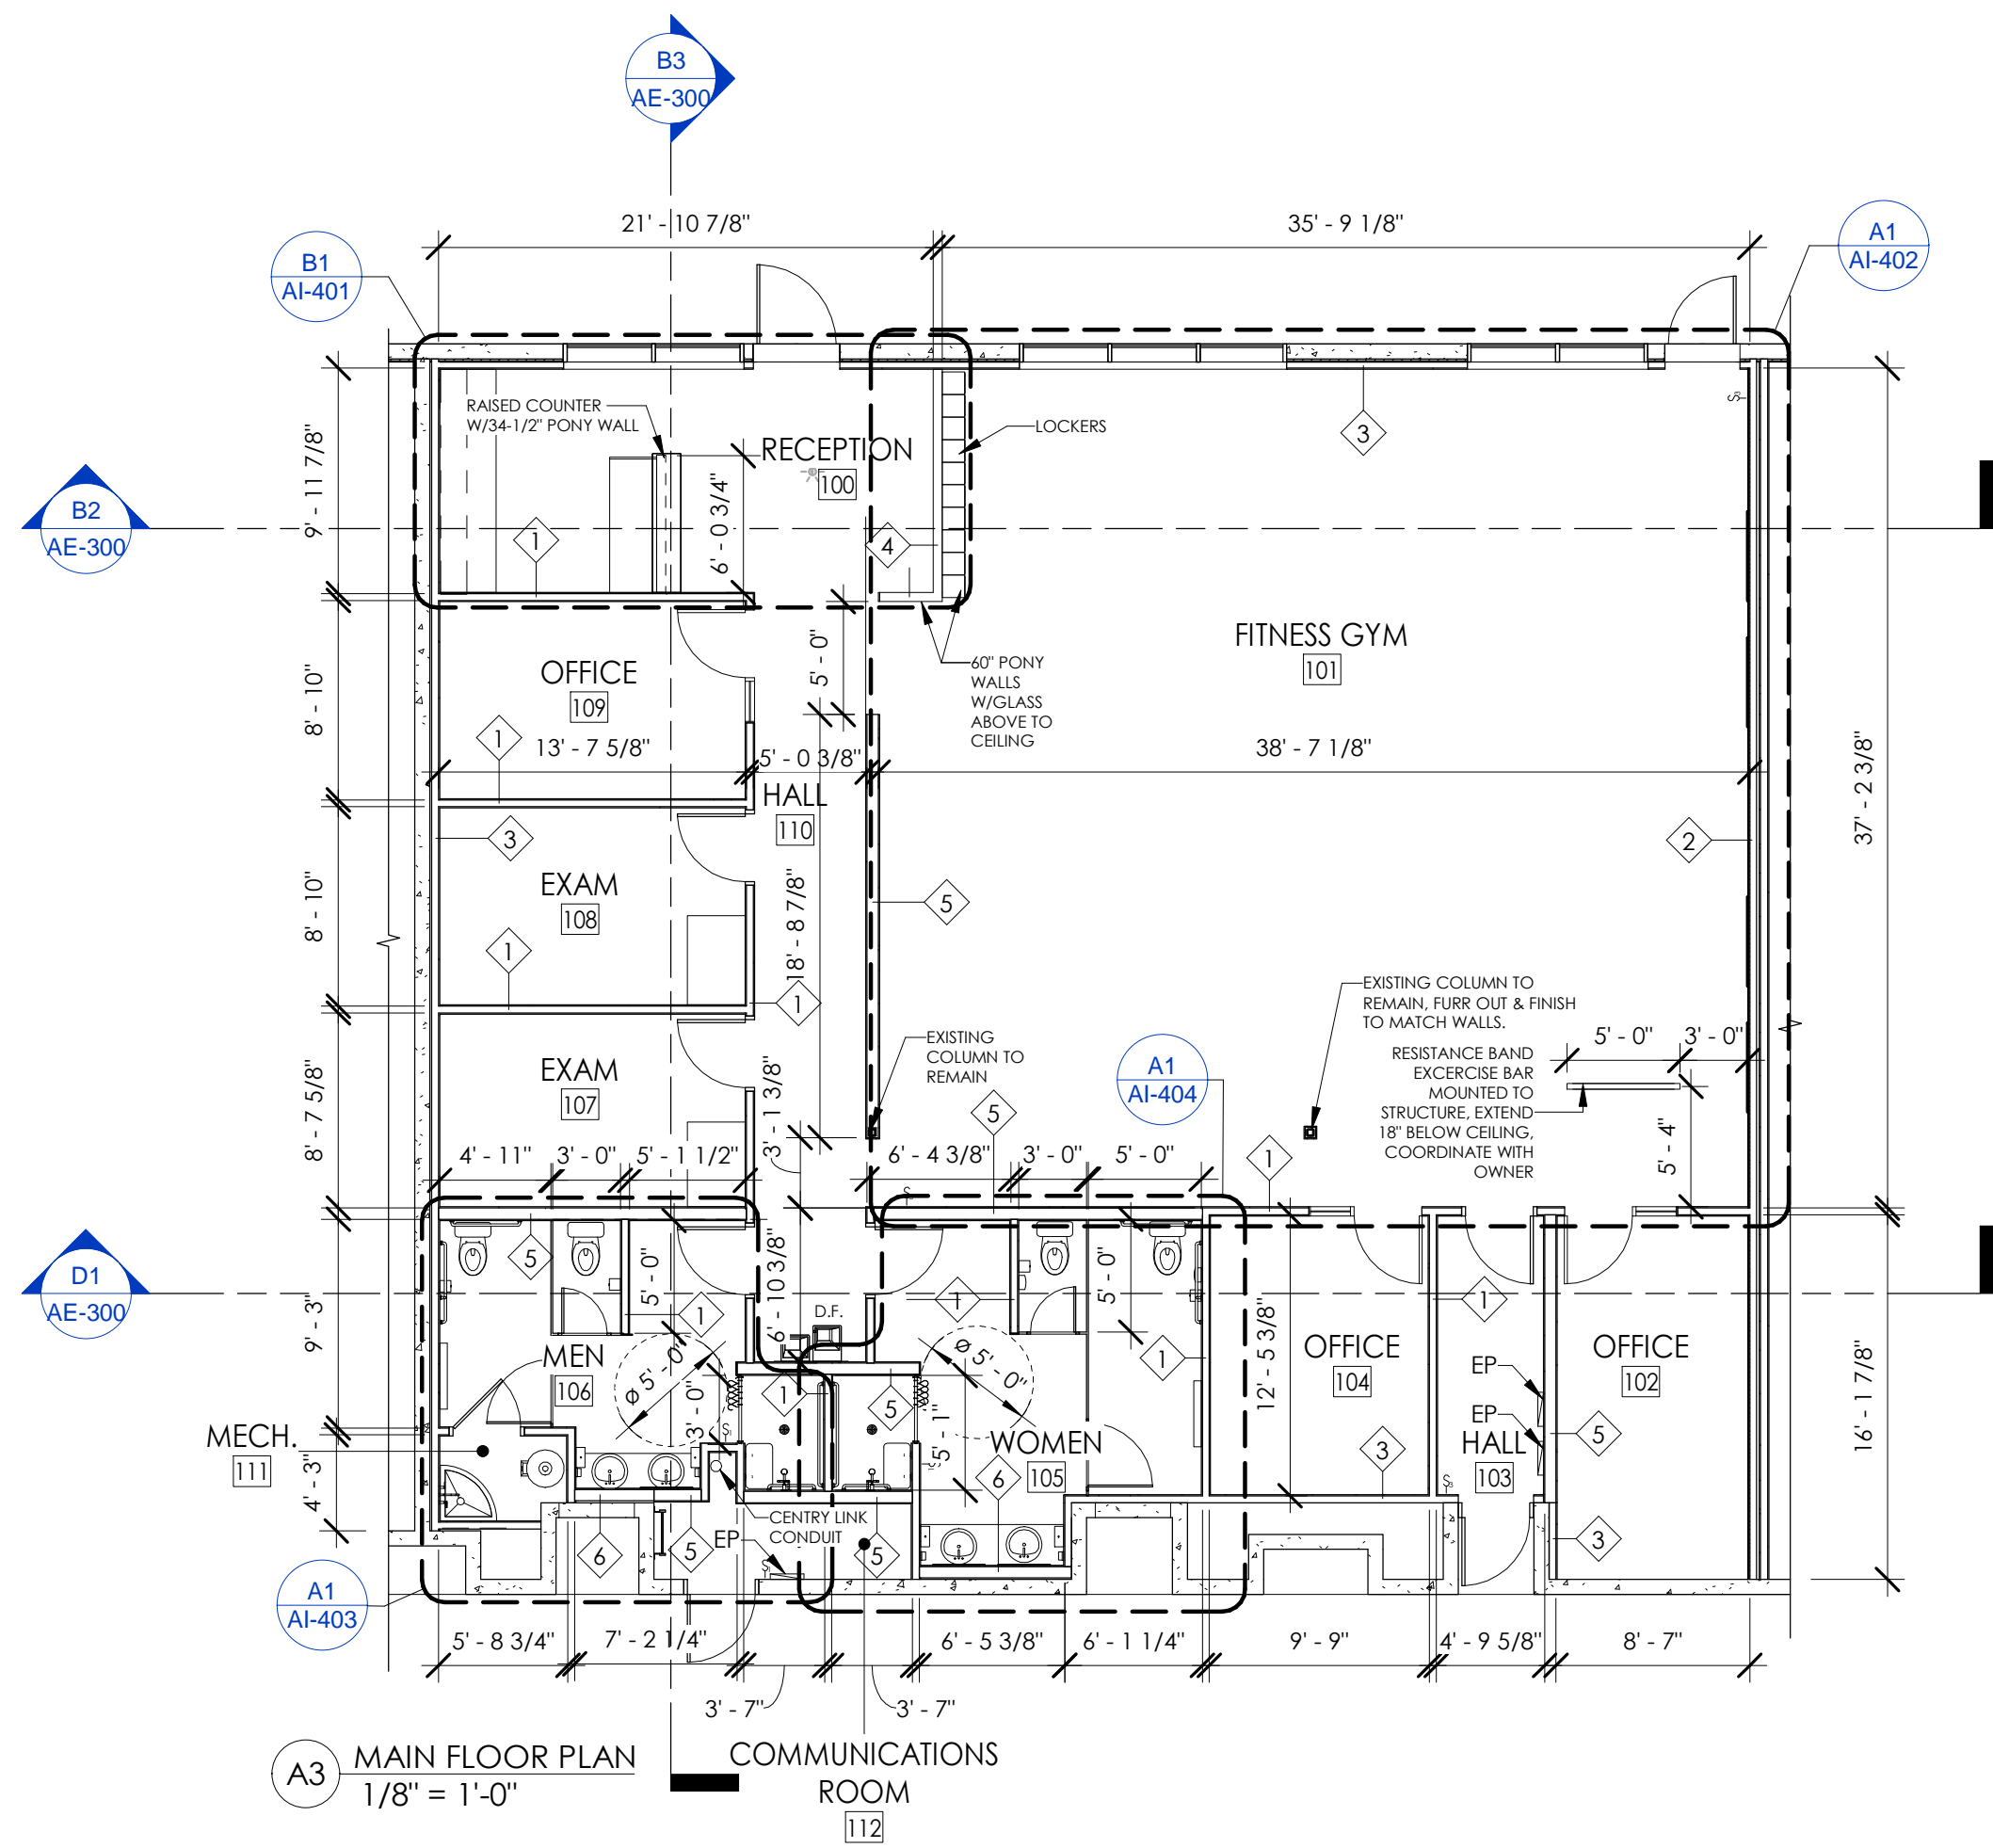 B3
AE-300
21' - 10 7/8"
35' - 9 1/8"
B1
AI-401
A1
AI-402
RAISED COUNTER
W/34-1/2" PONY WALL
RECEPTION
100
LOCKERS
3
S3
9' - 11 7/8"
6' - 0 3/4"
B2
AE-300
1
4
5' - 0"
60" PONY
WALLS
W/GLASS
ABOVE TO
CEILING
FITNESS GYM
101
OFFICE
109
8' - 10"
1
13' - 7 5/8"
5' - 0 3/8"
38' - 7 1/8"
37' - 2 3/8"
HALL
110
3
2
EXAM
108
8' - 10"
18' - 8 7/8"
5
1
1
EXISTING COLUMN TO
REMAIN, FURR OUT & FINISH
TO MATCH WALLS.
EXISTING
COLUMN TO
REMAIN
A1
AI-404
5' - 0"
3' - 0"
RESISTANCE BAND
EXCERCISE BAR
MOUNTED TO
STRUCTURE, EXTEND
18" BELOW CEILING,
COORDINATE WITH
OWNER
5' - 4"
EXAM
107
8' - 7 5/8"
3' - 1 3/8"
5
1
4' - 11"
3' - 0"
5' - 1 1/2"
6' - 4 3/8"
3' - 0"
5' - 0"
D1
AE-300
5
5' - 0"
6' - 10 3/8"
5' - 0"
1
1
1
D.F.
12' - 5 3/8"
9' - 3"
MEN
106
ø 5' - 0"
3' - 0"
1
ø 5' - 0"
1
OFFICE
104
OFFICE
102
EP
EP
HALL
103
5
5
5' - 1"
WOMEN
105
6
3
16' - 1 7/8"
MECH.
111
4' - 3"
S3
CENTRY LINK
CONDUIT
EP
6
5
5
3
A1
AI-403
5' - 8 3/4"
7' - 2 1/4"
6' - 5 3/8"
6' - 1 1/4"
9' - 9"
4' - 9 5/8"
8' - 7"
3' - 7"
3' - 7"
A3
MAIN FLOOR PLAN
1/8" = 1'-0"
COMMUNICATIONS
ROOM
112